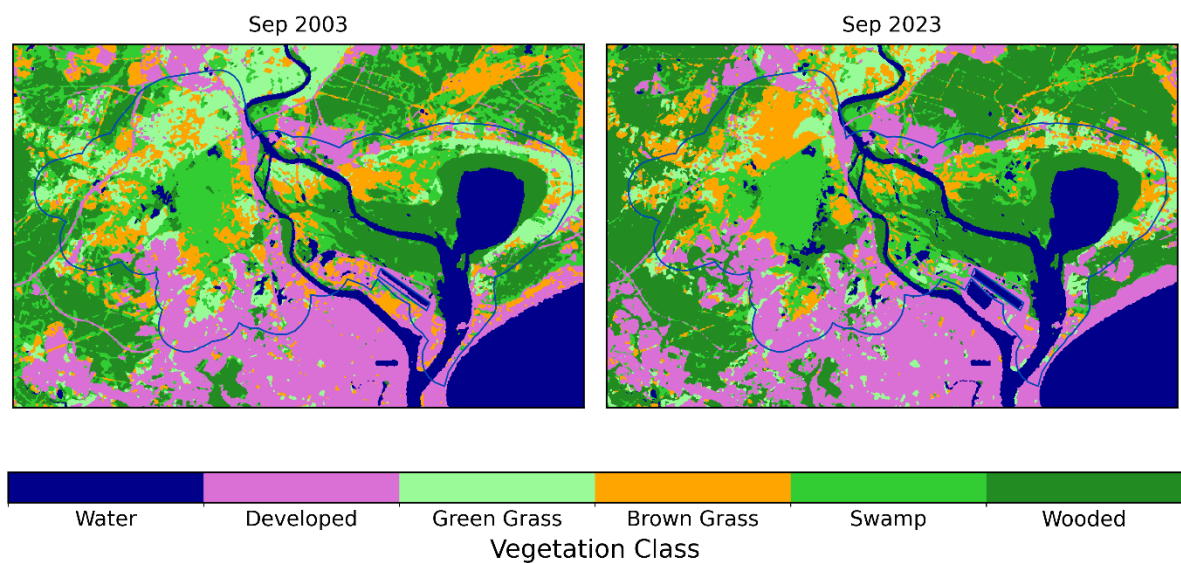 Sep 2003
Sep 2023
Water Developed Green Grass Brown Grass Swamp Wooded
Vegetation Class